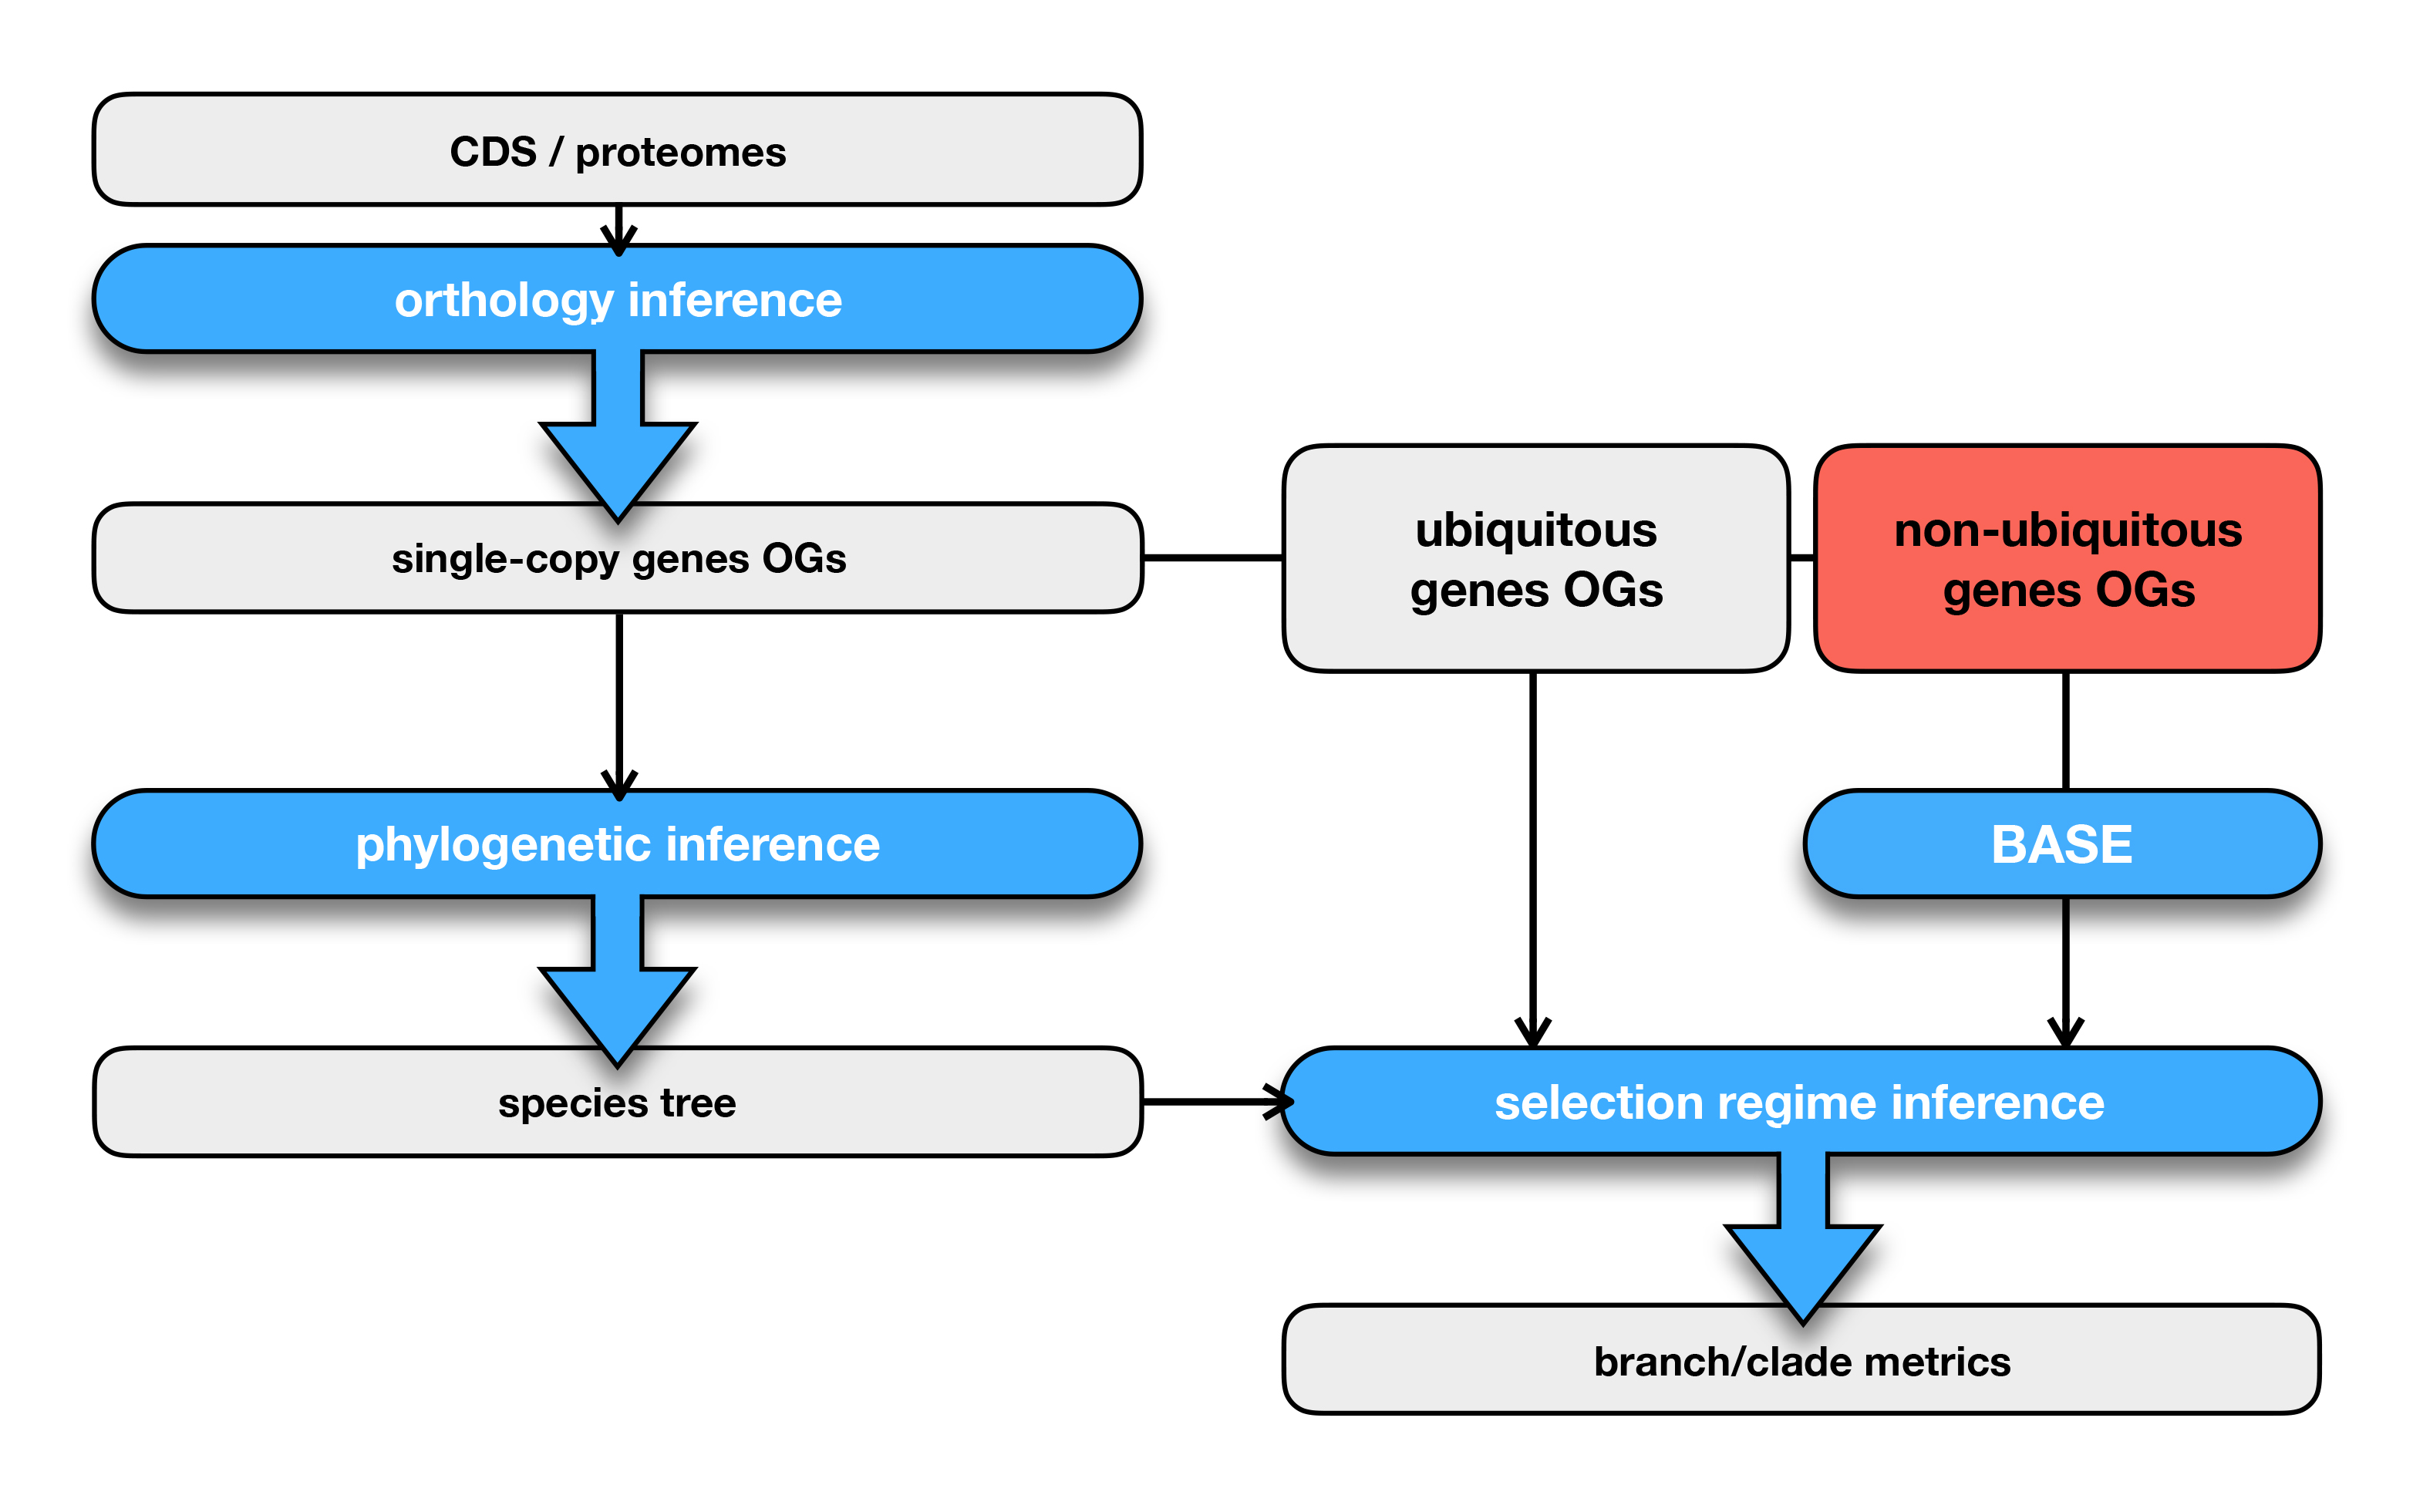 CDS / proteomes
orthology inference
single-copy genes OGs
ubiquitous
genes OGs
non-ubiquitous
genes OGs
phylogenetic inference
BASE
species tree
selection regime inference
branch/clade metrics